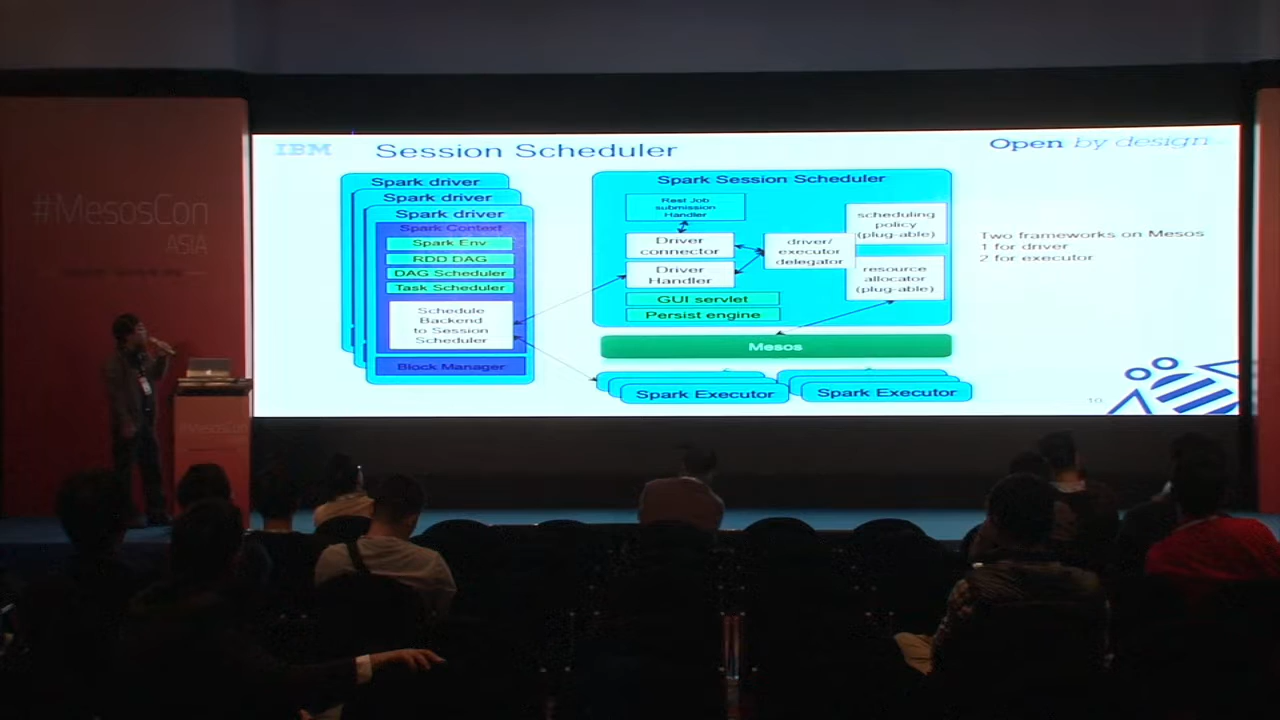 #MesosCon
ASIA
IBM
Session Scheduler
Open by design
Spark driver
Spark driver
Spark driver
Spark Context
Spark Env
RDD DAG
DAG Scheduler
Task Scheduler
Schedule
Backend
to Session
Scheduler
Block Manager
Spark Session Scheduler
Rest Job
submission
Handler
Driver
connector
Driver
Handler
driver/
executor
delegator
scheduling
policy
(plug-able)
resource
allocator
(plug-able)
GUI servlet
Persist engine
Mesos
Spark Executor
Spark Executor
Two frameworks on Mesos
1 for driver
2 for executor
10
#MesosCon